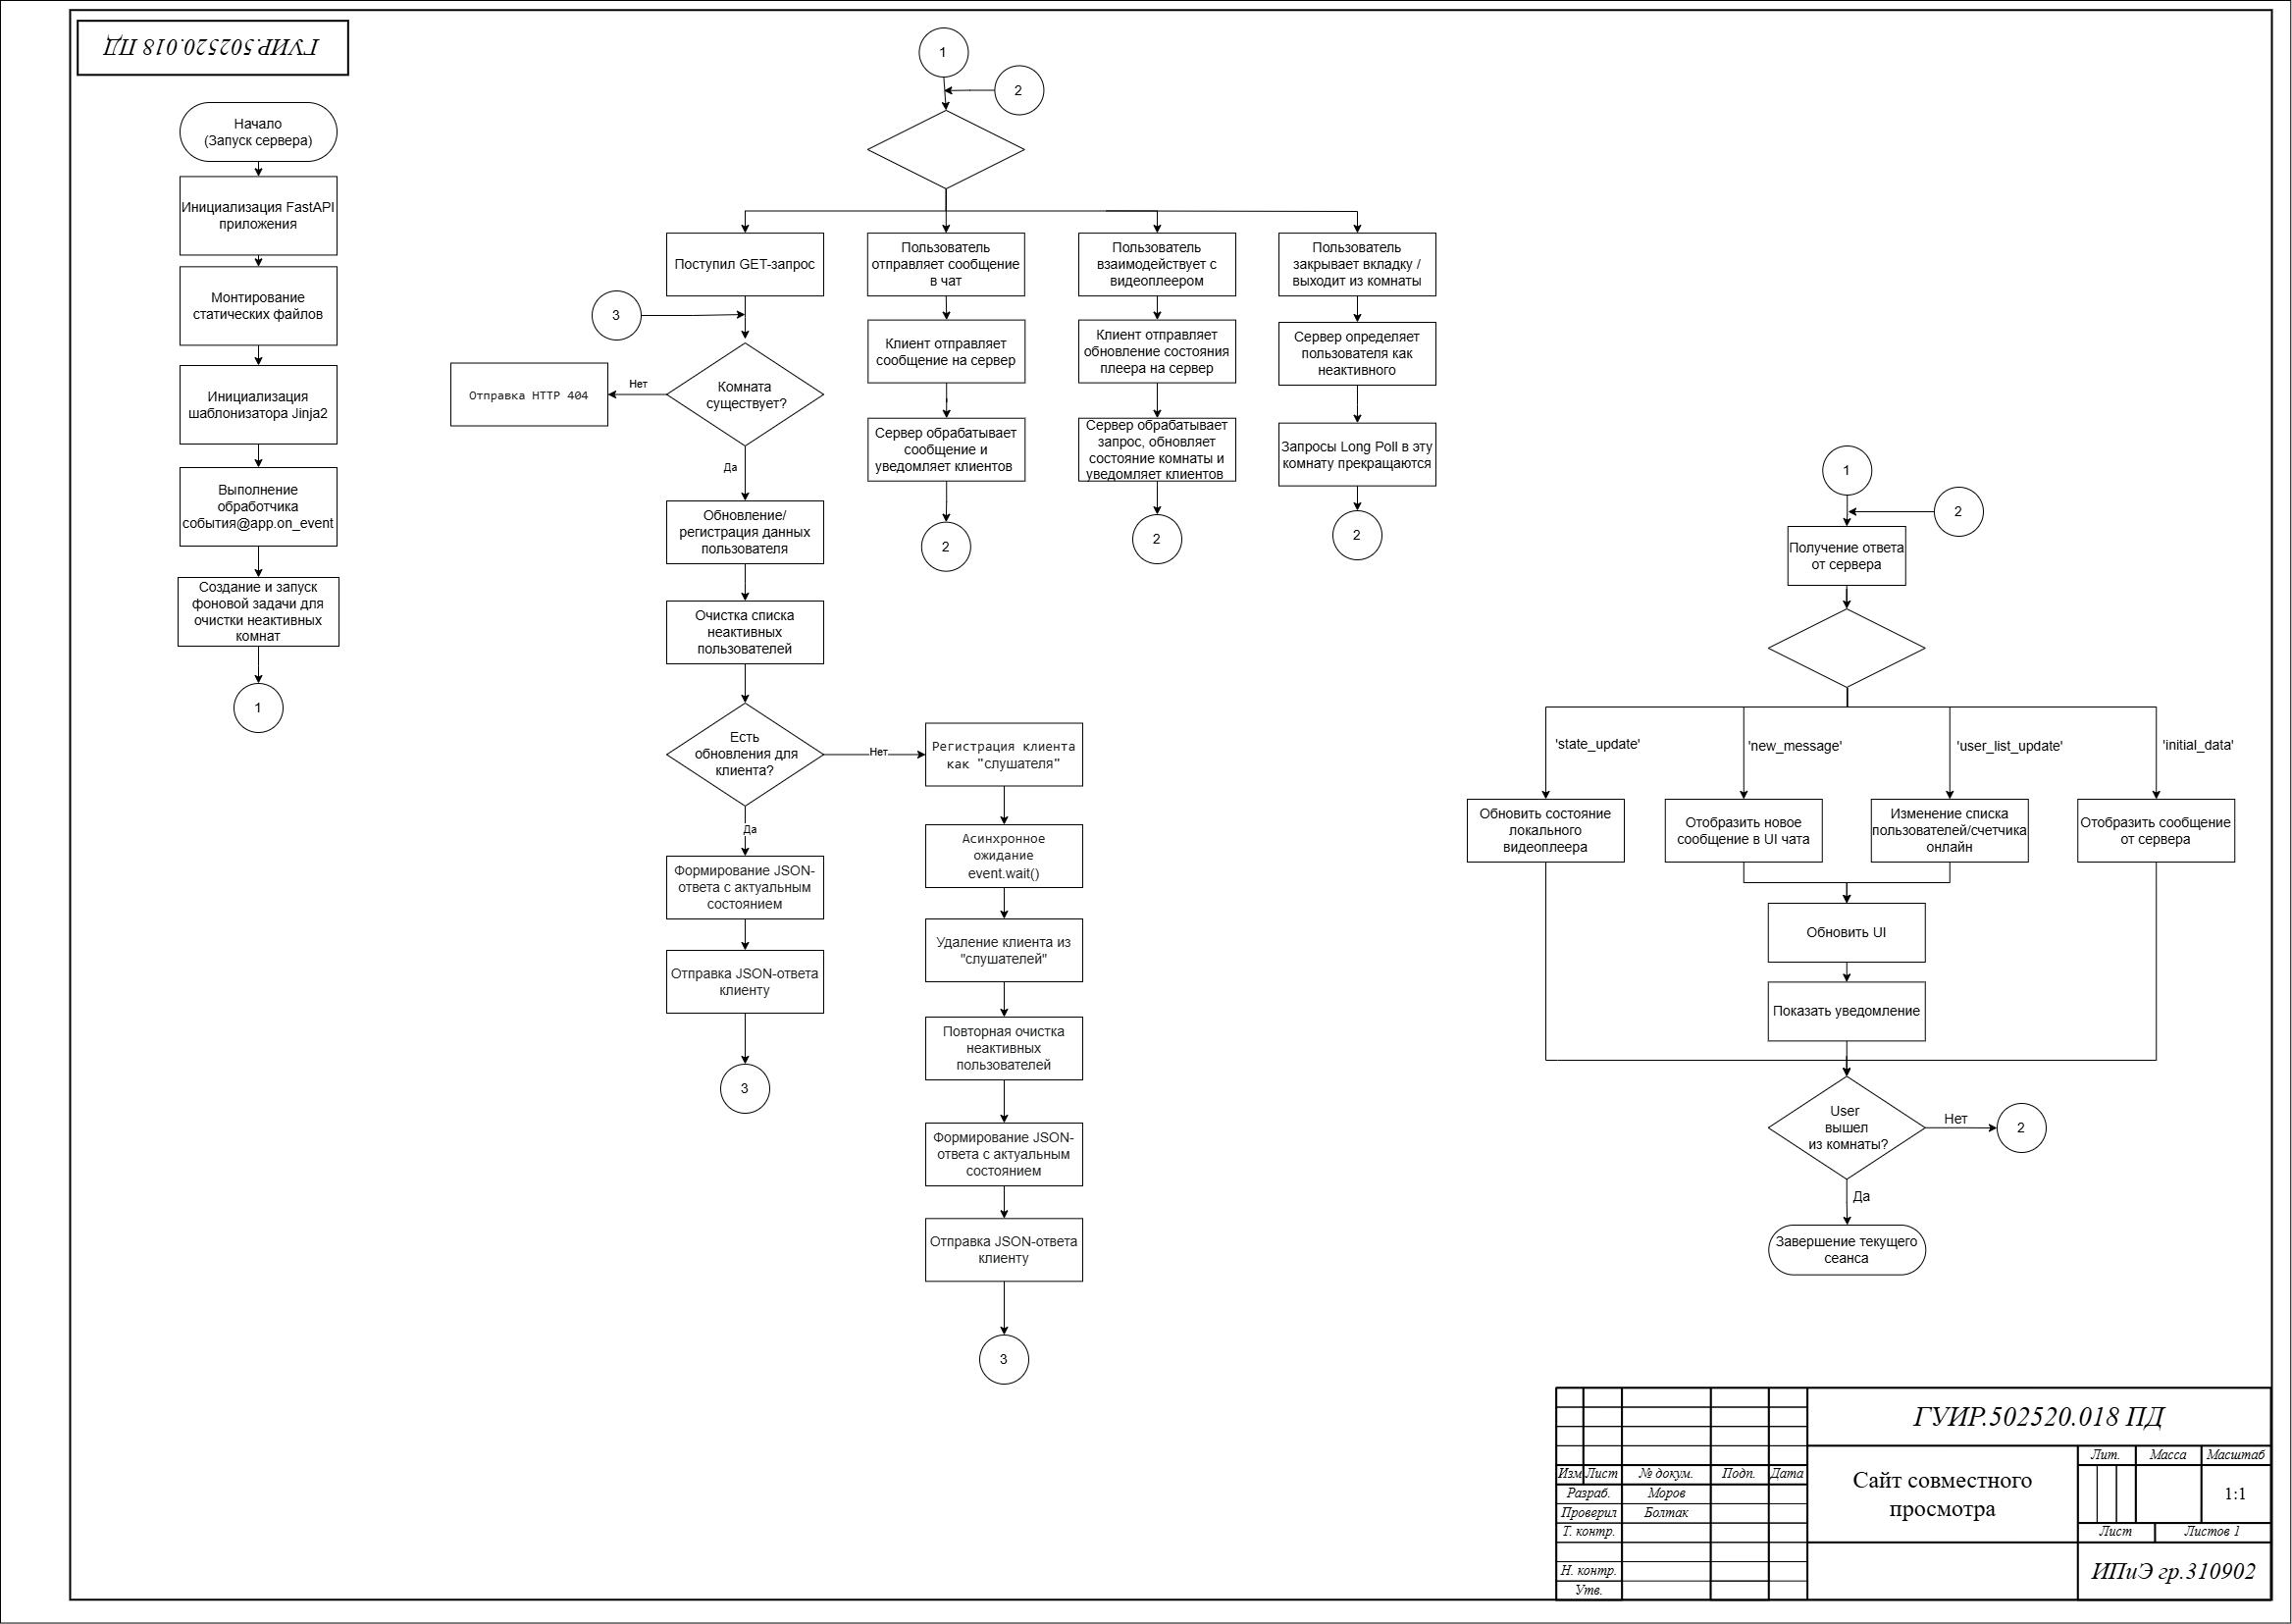 ГУИР.502520.018 ПД
Начало
(Запуск сервера)
Инициализация FastAPI
приложения
Монтирование
статических файлов
Инициализация
шаблонизатора Jinja2
Выполнение
обработчика
события@app.on_event
Создание и запуск
фоновой задачи для
очистки неактивных
комнат
1
1
2
Поступил GET-запрос
3
Комната
существует?
Нет
Отправка HTTP 404
Да
Обновление/
регистрация данных
пользователя
Очистка списка
неактивных
пользователей
Есть
обновления для
клиента?
Нет
Да
Формирование JSON-
ответа с актуальным
состоянием
Отправка JSON-ответа
клиенту
3
Регистрация клиента
как "слушателя"
Асинхронное
ожидание
event.wait()
Удаление клиента из
"слушателей"
Повторная очистка
неактивных
пользователей
Формирование JSON-
ответа с актуальным
состоянием
Отправка JSON-ответа
клиенту
3
Пользователь
отправляет сообщение
в чат
Клиент отправляет
сообщение на сервер
Сервер обрабатывает
сообщение и
уведомляет клиентов
2
Пользователь
взаимодействует с
видеоплеером
Клиент отправляет
обновление состояния
плеера на сервер
Сервер обрабатывает
запрос, обновляет
состояние комнаты и
уведомляет клиентов
2
Пользователь
закрывает вкладку /
выходит из комнаты
Сервер определяет
пользователя как
неактивного
Запросы Long Poll в эту
комнату прекращаются
2
1
2
Получение ответа
от сервера
'state_update'
'new_message'
'user_list_update'
'initial_data'
Обновить состояние
локального
видеоплеера
Отобразить новое
сообщение в UI чата
Изменение списка
пользователей/счетчика
онлайн
Отобразить сообщение
от сервера
Обновить UI
Показать уведомление
User
вышел
из комнаты?
Нет
2
Да
Завершение текущего
сеанса
ГУИР.502520.018 ПД
Изм Лист № докум. Подп. Дата
Разраб. Моров
Проверил Болтак
Т. контр.
Н. контр.
Утв.
Сайт совместного
просмотра
Лит. Масса Масштаб
1:1
Лист Листов 1
ИПиЭ гр.310902